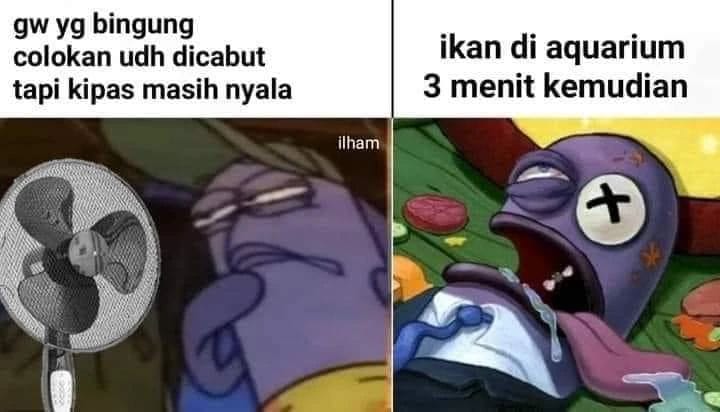 gw yg bingung
colokan udh dicabut
tapi kipas masih nyala
ikan di aquarium
3 menit kemudian
ilham